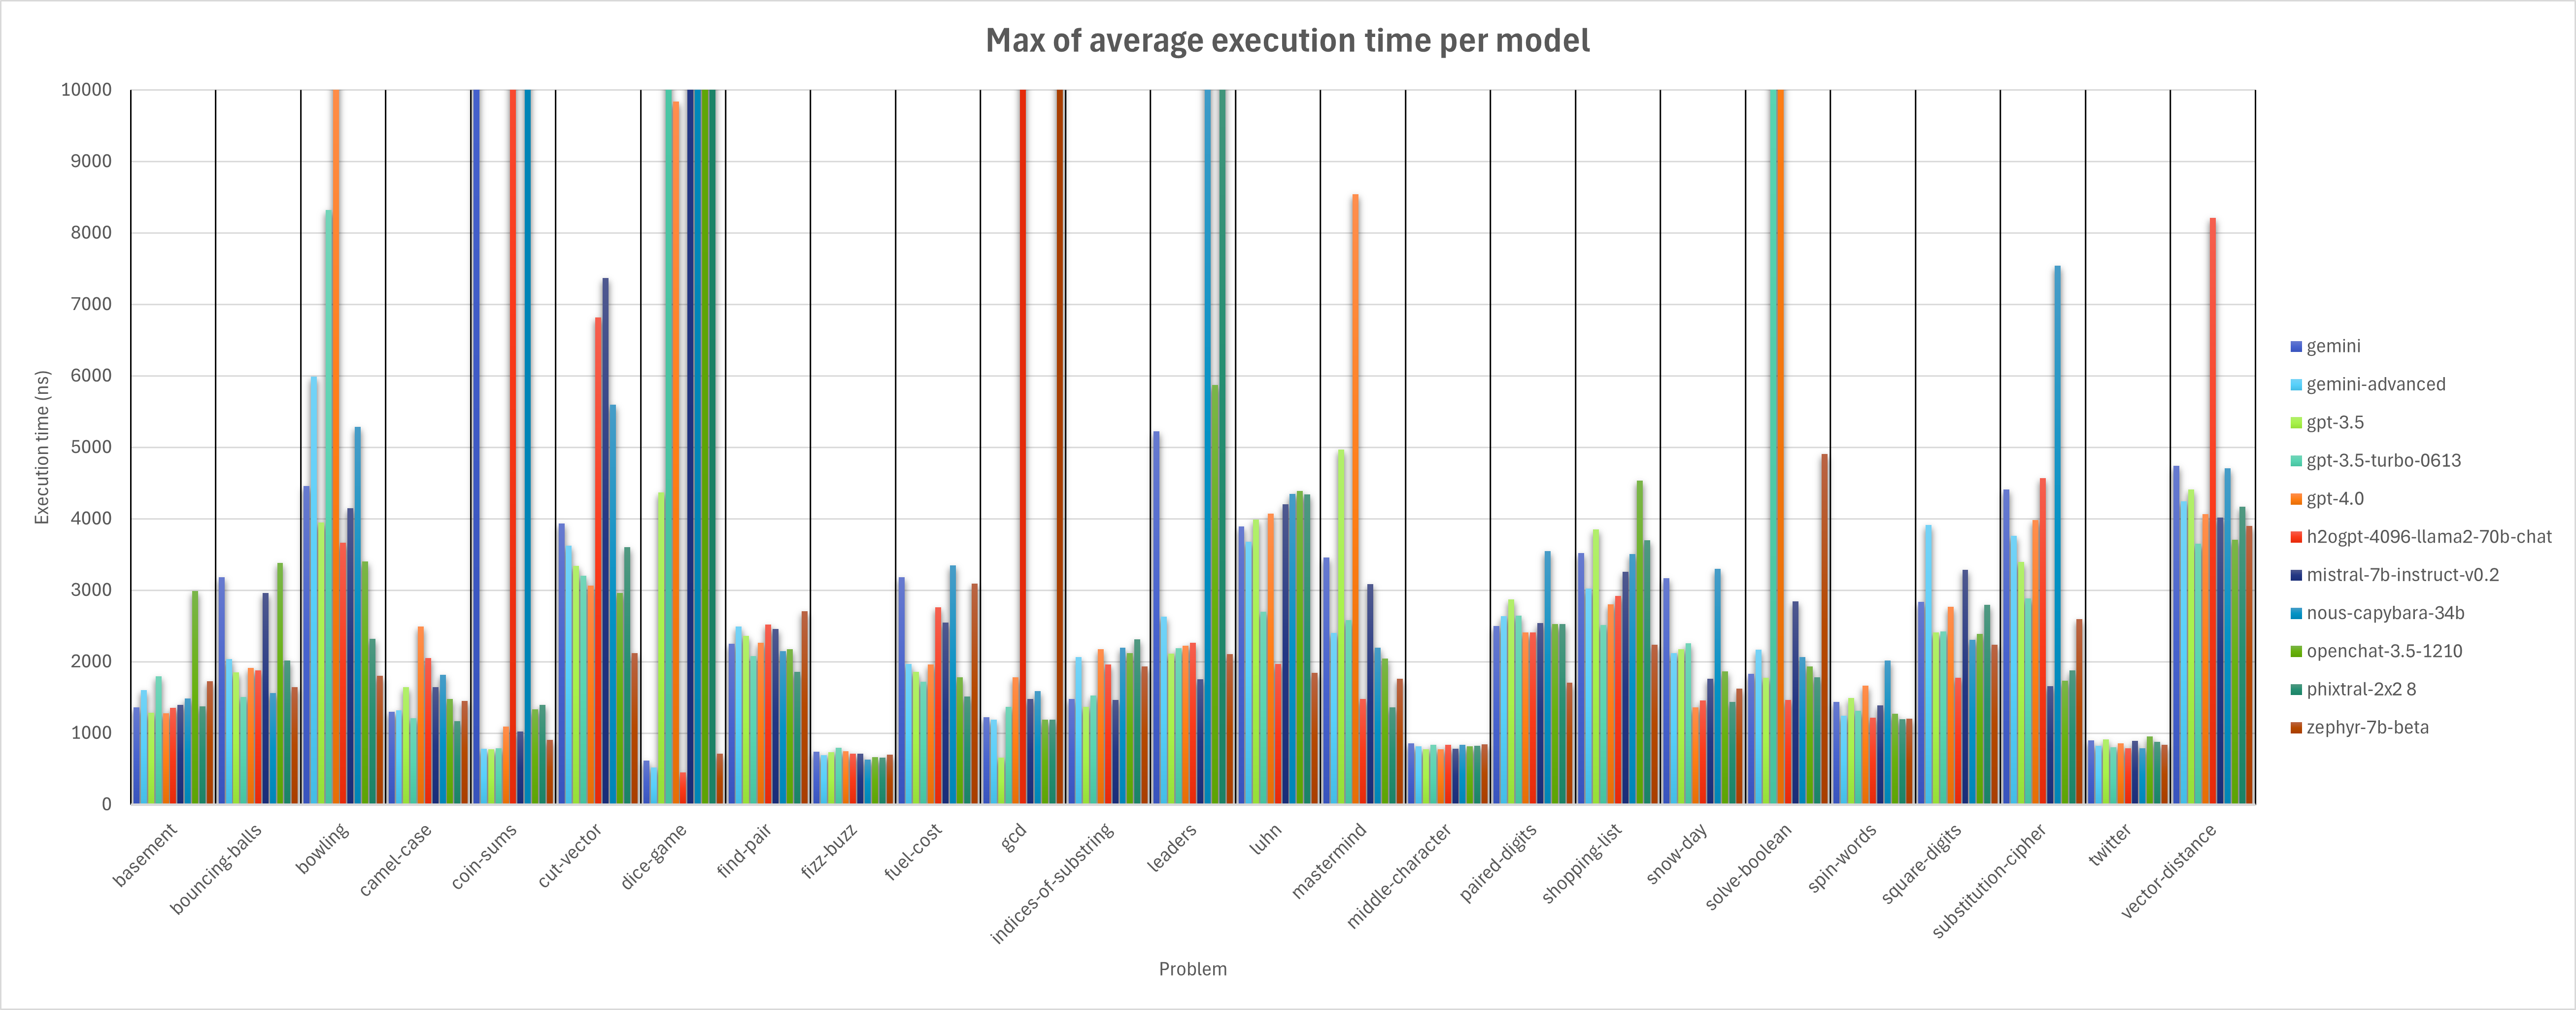 Max of average execution time per model
10000
9000
8000
7000
6000
5000
4000
3000
2000
1000
0
Execution time (ns)
basement
bouncing-balls
bowling
camel-case
coin-sums
cut-vector
dice-game
find-pair
fizz-buzz
fuel-cost
gcd
indices-of-substring
leaders
luhn
mastermind
middle-character
paired-digits
shopping-list
snow-day
solve-boolean
spin-words
square-digits
substitution-cipher
twitter
vector-distance
Problem
gemini
gemini-advanced
gpt-3.5
gpt-3.5-turbo-0613
gpt-4.0
h2ogpt-4096-llama2-70b-chat
mistral-7b-instruct-v0.2
nous-capybara-34b
openchat-3.5-1210
phixtral-2x2 8
zephyr-7b-beta